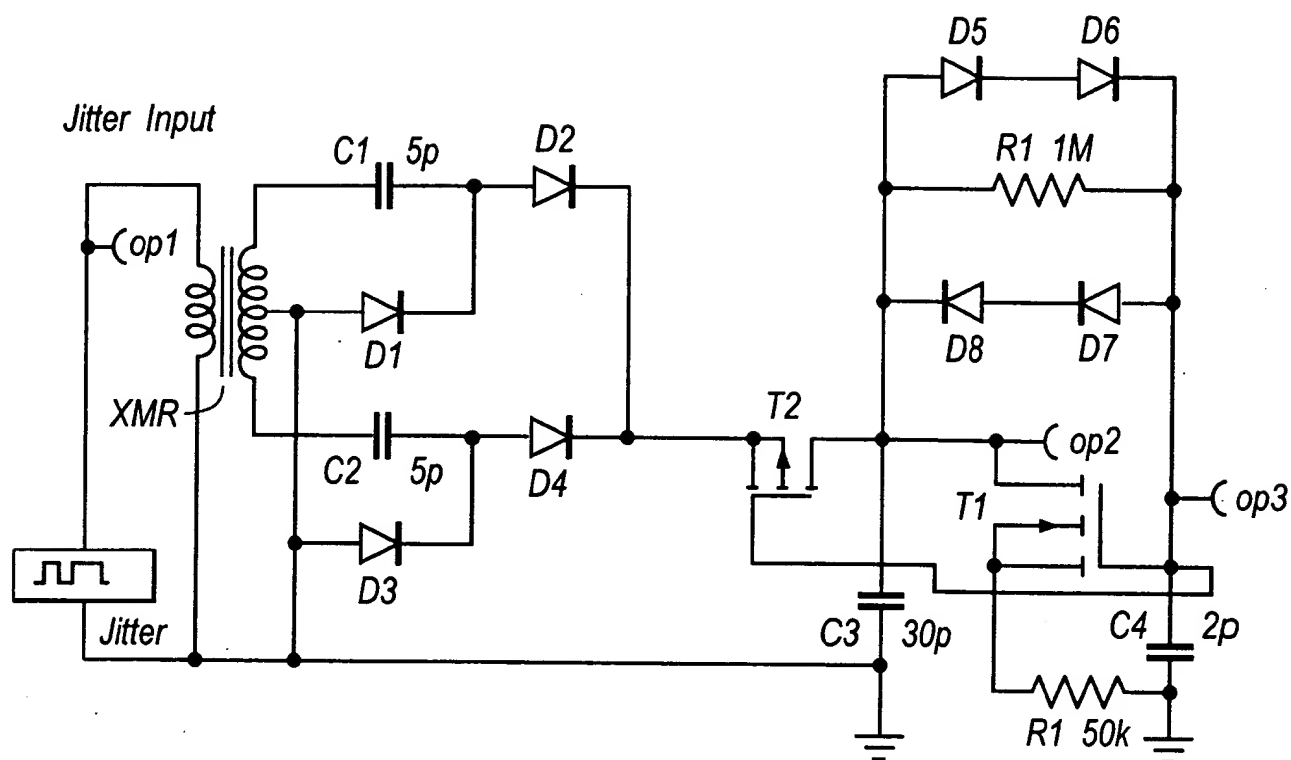 D5
D6
Jitter Input
C1
5p
D2
R1 1M
op1
D1
D8
D7
XMR
T2
C2
5p
D4
op2
T1
op3
D3
Jitter
C3
30p
C4
2p
R1 50k